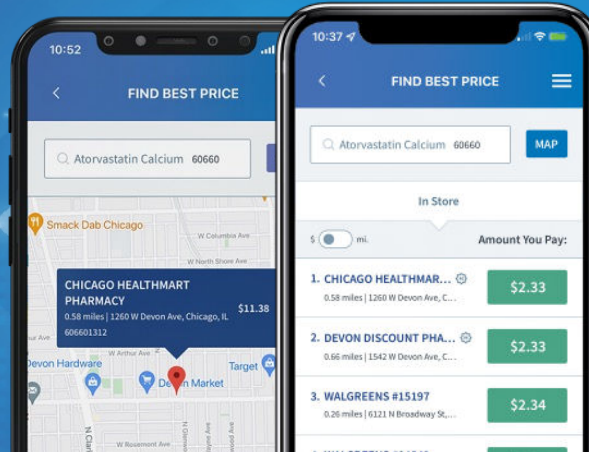 10:52
FIND BEST PRICE
Atorvastatin Calcium 60660
Smack Dab Chicago
W Columbia Ave
W North Shore Ave
CHICAGO HEALTHMART
PHARMACY
$11.38
0.58 miles | 1260 W Devon Ave, Chicago, IL
606601312
W Arthur Ave
Devon Hardware
Target
Devon Market
N Clark
W Rosemont Ave
N Glenwood
10:37
FIND BEST PRICE
Atorvastatin Calcium 60660
MAP
In Store
$ mi.
Amount You Pay:
1. CHICAGO HEALTHMAR...
$2.33
0.58 miles | 1260 W Devon Ave, C...
2. DEVON DISCOUNT PHA...
$2.33
0.66 miles | 1542 W Devon Ave, C...
3. WALGREENS #15197
$2.34
0.26 miles | 6121 N Broadway St,...